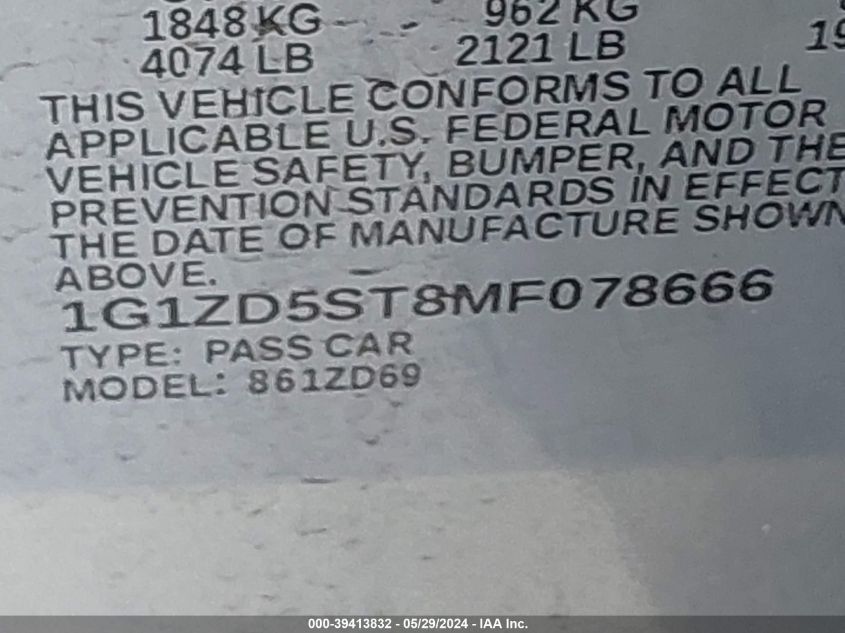 1848 KG 962 KG
4074 LB 2121 LB 19
THIS VEHICLE CONFORMS TO ALL
APPLICABLE U.S. FEDERAL MOTOR
VEHICLE SAFETY, BUMPER, AND THE
PREVENTION STANDARDS IN EFFECT
THE DATE OF MANUFACTURE SHOWN
ABOVE.
1G1ZD5ST8MF078666
TYPE: PASS CAR
MODEL: 861ZD69
000-39413832 - 05/29/2024 - IAA Inc.